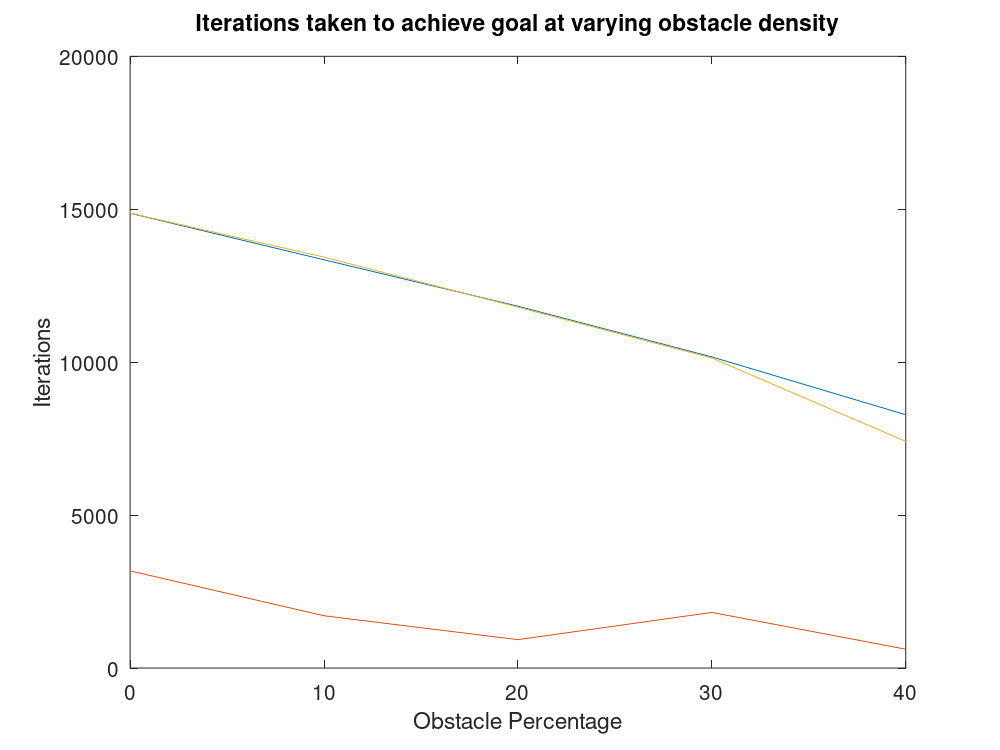 Iterations taken to achieve goal at varying obstacle density
20000
15000
10000
5000
0
Iterations
0 10 20 30 40
Obstacle Percentage